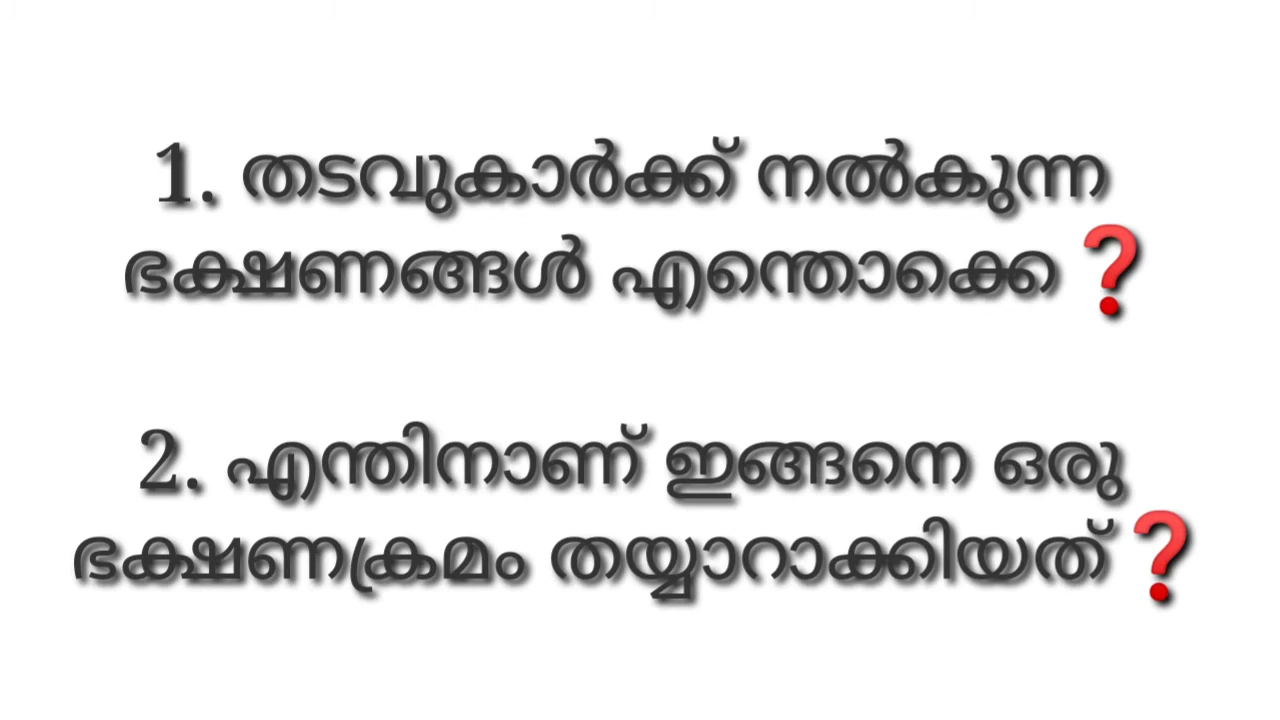 1. തടവുകാർക്ക് നൽകുന്ന
ഭക്ഷണങ്ങൾ എന്തൊക്കെ ❓
2. എന്തിനാണ് ഇങ്ങനെ ഒരു
ഭക്ഷണക്രമം തയ്യാറാക്കിയത് ❓